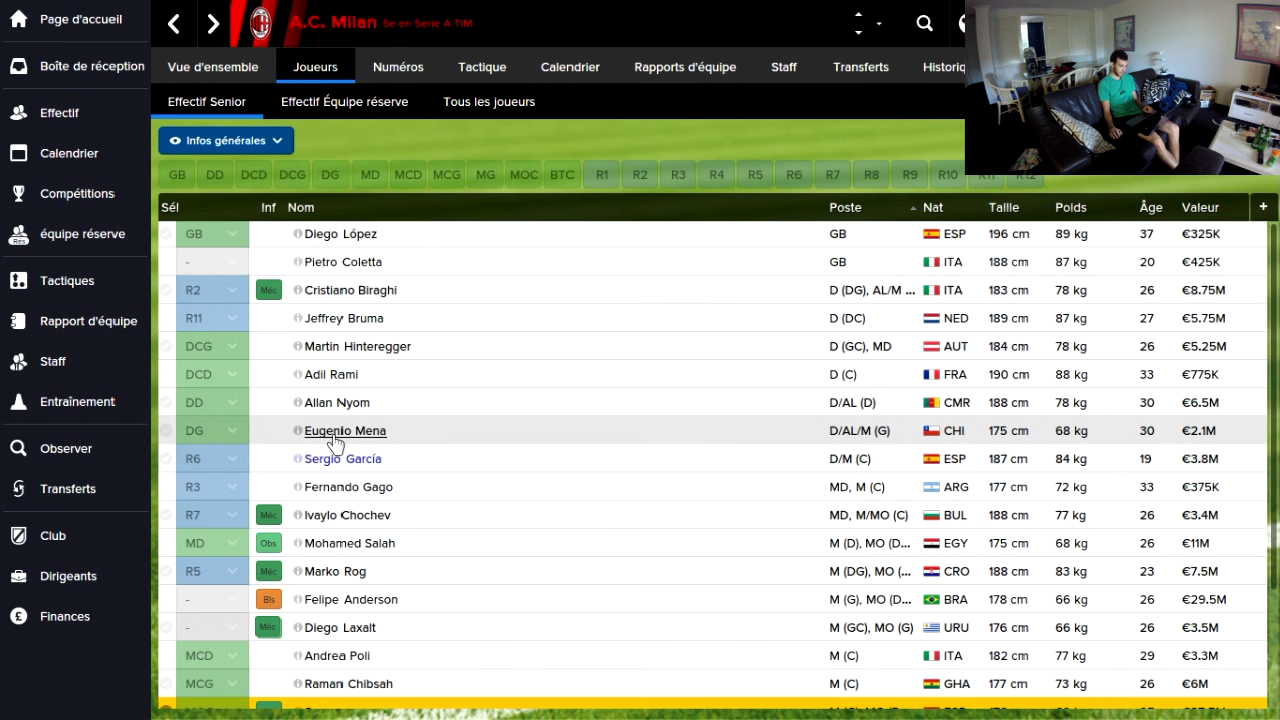 Page d'accueil
Boîte de réception
Effectif
Calendrier
Compétitions
Res
équipe réserve
Tactiques
Rapport d'équipe
Staff
Entraînement
Observer
Transferts
Club
Dirigeants
£ Finances
A.C. Milan 5e en Serie A TIM
Vue d'ensemble Joueurs Numéros Tactique Calendrier Rapports d'équipe Staff Transferts Historiq
Effectif Senior Effectif Équipe réserve Tous les joueurs
Infos générales
GB DD DCD DCG DG MD MCD MCG MG MOC BTC R1 R2 R3 R4 R5 R6 R7 R8 R9 R10 R11 R12
Sél Inf Nom Poste Nat Taille Poids Âge Valeur +
GB Diego López GB ESP 196 cm 89 kg 37 €325K
- Pietro Coletta GB ITA 188 cm 87 kg 20 €425K
R2 Méc Cristiano Biraghi D (DG), AL/M ... ITA 183 cm 78 kg 26 €8.75M
R11 Jeffrey Bruma D (DC) NED 189 cm 87 kg 27 €5.75M
DCG Martin Hinteregger D (GC), MD AUT 184 cm 78 kg 26 €5.25M
DCD Adil Rami D (C) FRA 190 cm 88 kg 33 €775K
DD Allan Nyom D/AL (D) CMR 188 cm 78 kg 30 €6.5M
DG Eugenio Mena D/AL/M (G) CHI 175 cm 68 kg 30 €2.1M
R6 Sergio García D/M (C) ESP 187 cm 84 kg 19 €3.8M
R3 Fernando Gago MD, M (C) ARG 177 cm 72 kg 33 €375K
R7 Méc Ivaylo Chochev MD, M/MO (C) BUL 188 cm 77 kg 26 €3.4M
MD Obs Mohamed Salah M (D), MO (D... EGY 175 cm 68 kg 26 €11M
R5 Méc Marko Rog M (DG), MO (... CRO 188 cm 83 kg 23 €7.5M
- Bls Felipe Anderson M (G), MO (D... BRA 178 cm 66 kg 26 €29.5M
- Méc Diego Laxalt M (GC), MO (G) URU 176 cm 66 kg 26 €3.5M
MCD Andrea Poli M (C) ITA 182 cm 77 kg 29 €3.3M
MCG Raman Chibsah M (C) GHA 177 cm 73 kg 26 €6M